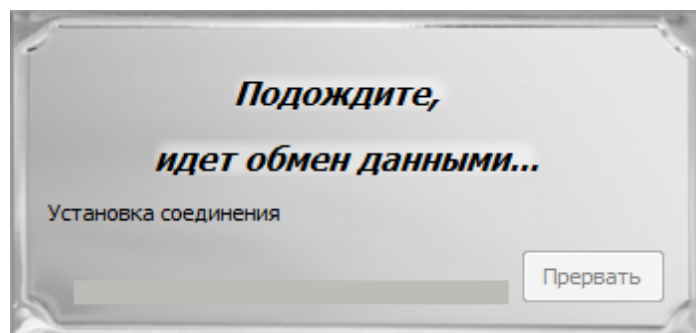 Подождите,
идет обмен данными...
Установка соединения
Прервать